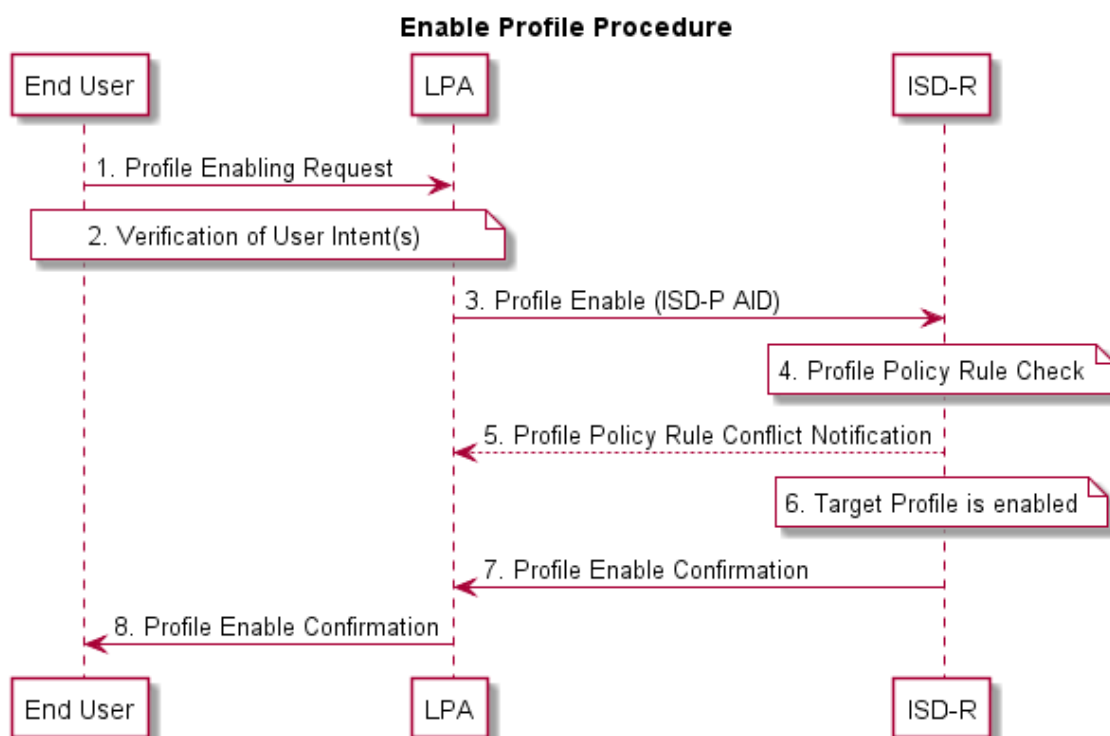 Enable Profile Procedure
End User
LPA
ISD-R
1. Profile Enabling Request
2. Verification of User Intent(s)
3. Profile Enable (ISD-P AID)
4. Profile Policy Rule Check
5. Profile Policy Rule Conflict Notification
6. Target Profile is enabled
7. Profile Enable Confirmation
8. Profile Enable Confirmation
End User
LPA
ISD-R